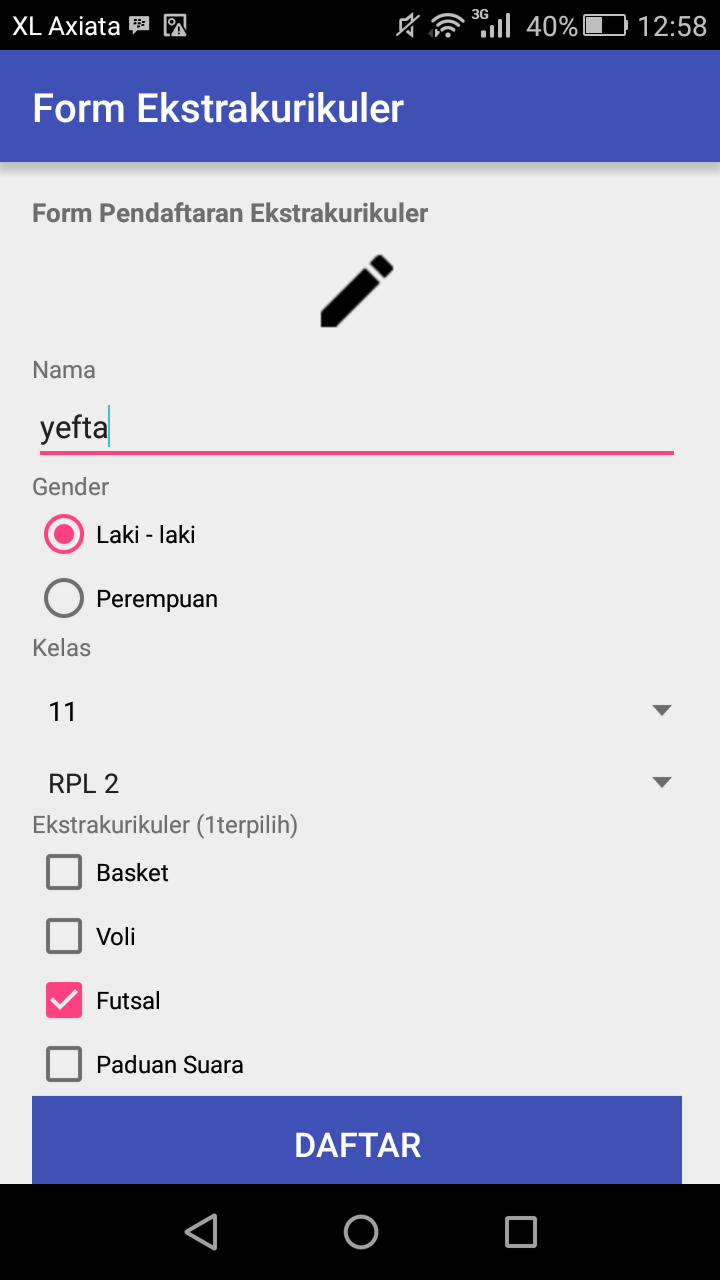 XL Axiata 3G 40% 12:58
Form Ekstrakurikuler
Form Pendaftaran Ekstrakurikuler
Nama
yefta
Gender
Laki - laki
Perempuan
Kelas
11
RPL 2
Ekstrakurikuler (1terpilih)
Basket
Voli
Futsal
Paduan Suara
DAFTAR